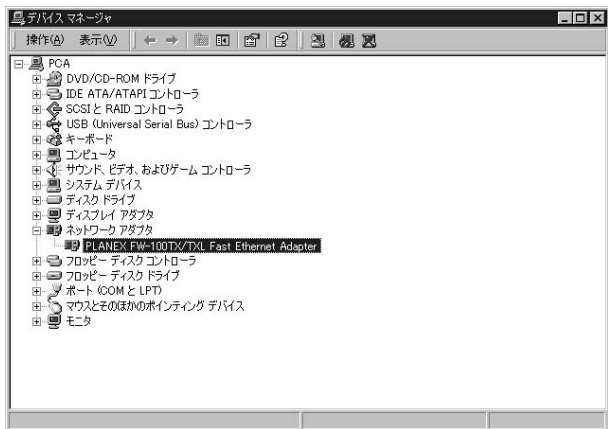 デバイス マネージャ
操作(A) 表示(V)
PCA
DVD/CD-ROM ドライブ
IDE ATA/ATAPI コントローラ
SCSI と RAID コントローラ
USB (Universal Serial Bus) コントローラ
キーボード
コンピュータ
サウンド、ビデオ、およびゲーム コントローラ
システム デバイス
ディスク ドライブ
ディスプレイ アダプタ
ネットワーク アダプタ
PLANEX FW-100TX/TXL Fast Ethernet Adapter
フロッピー ディスク コントローラ
フロッピー ディスク ドライブ
ポート (COM と LPT)
マウスとそのほかのポインティング デバイス
モニタ